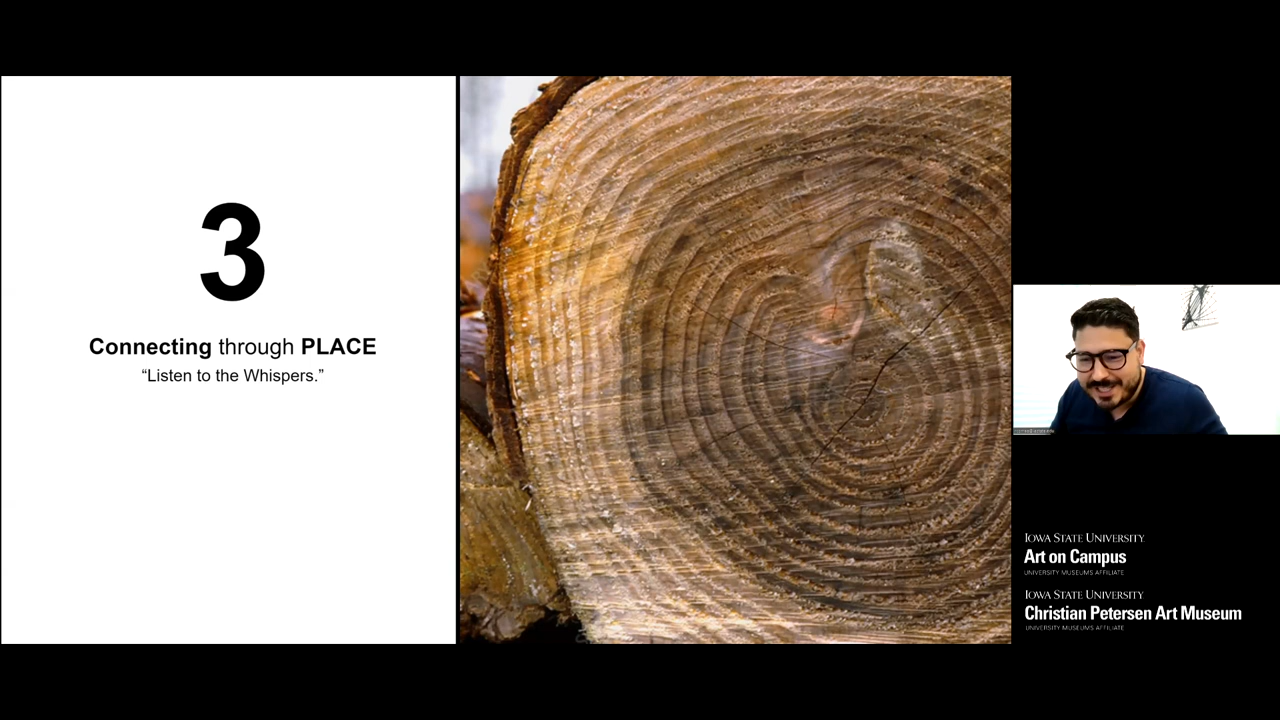 3
Connecting through PLACE
“Listen to the Whispers.”
IOWA STATE UNIVERSITY
Art on Campus
UNIVERSITY MUSEUMS AFFILIATE
IOWA STATE UNIVERSITY
Christian Petersen Art Museum
UNIVERSITY MUSEUMS AFFILIATE